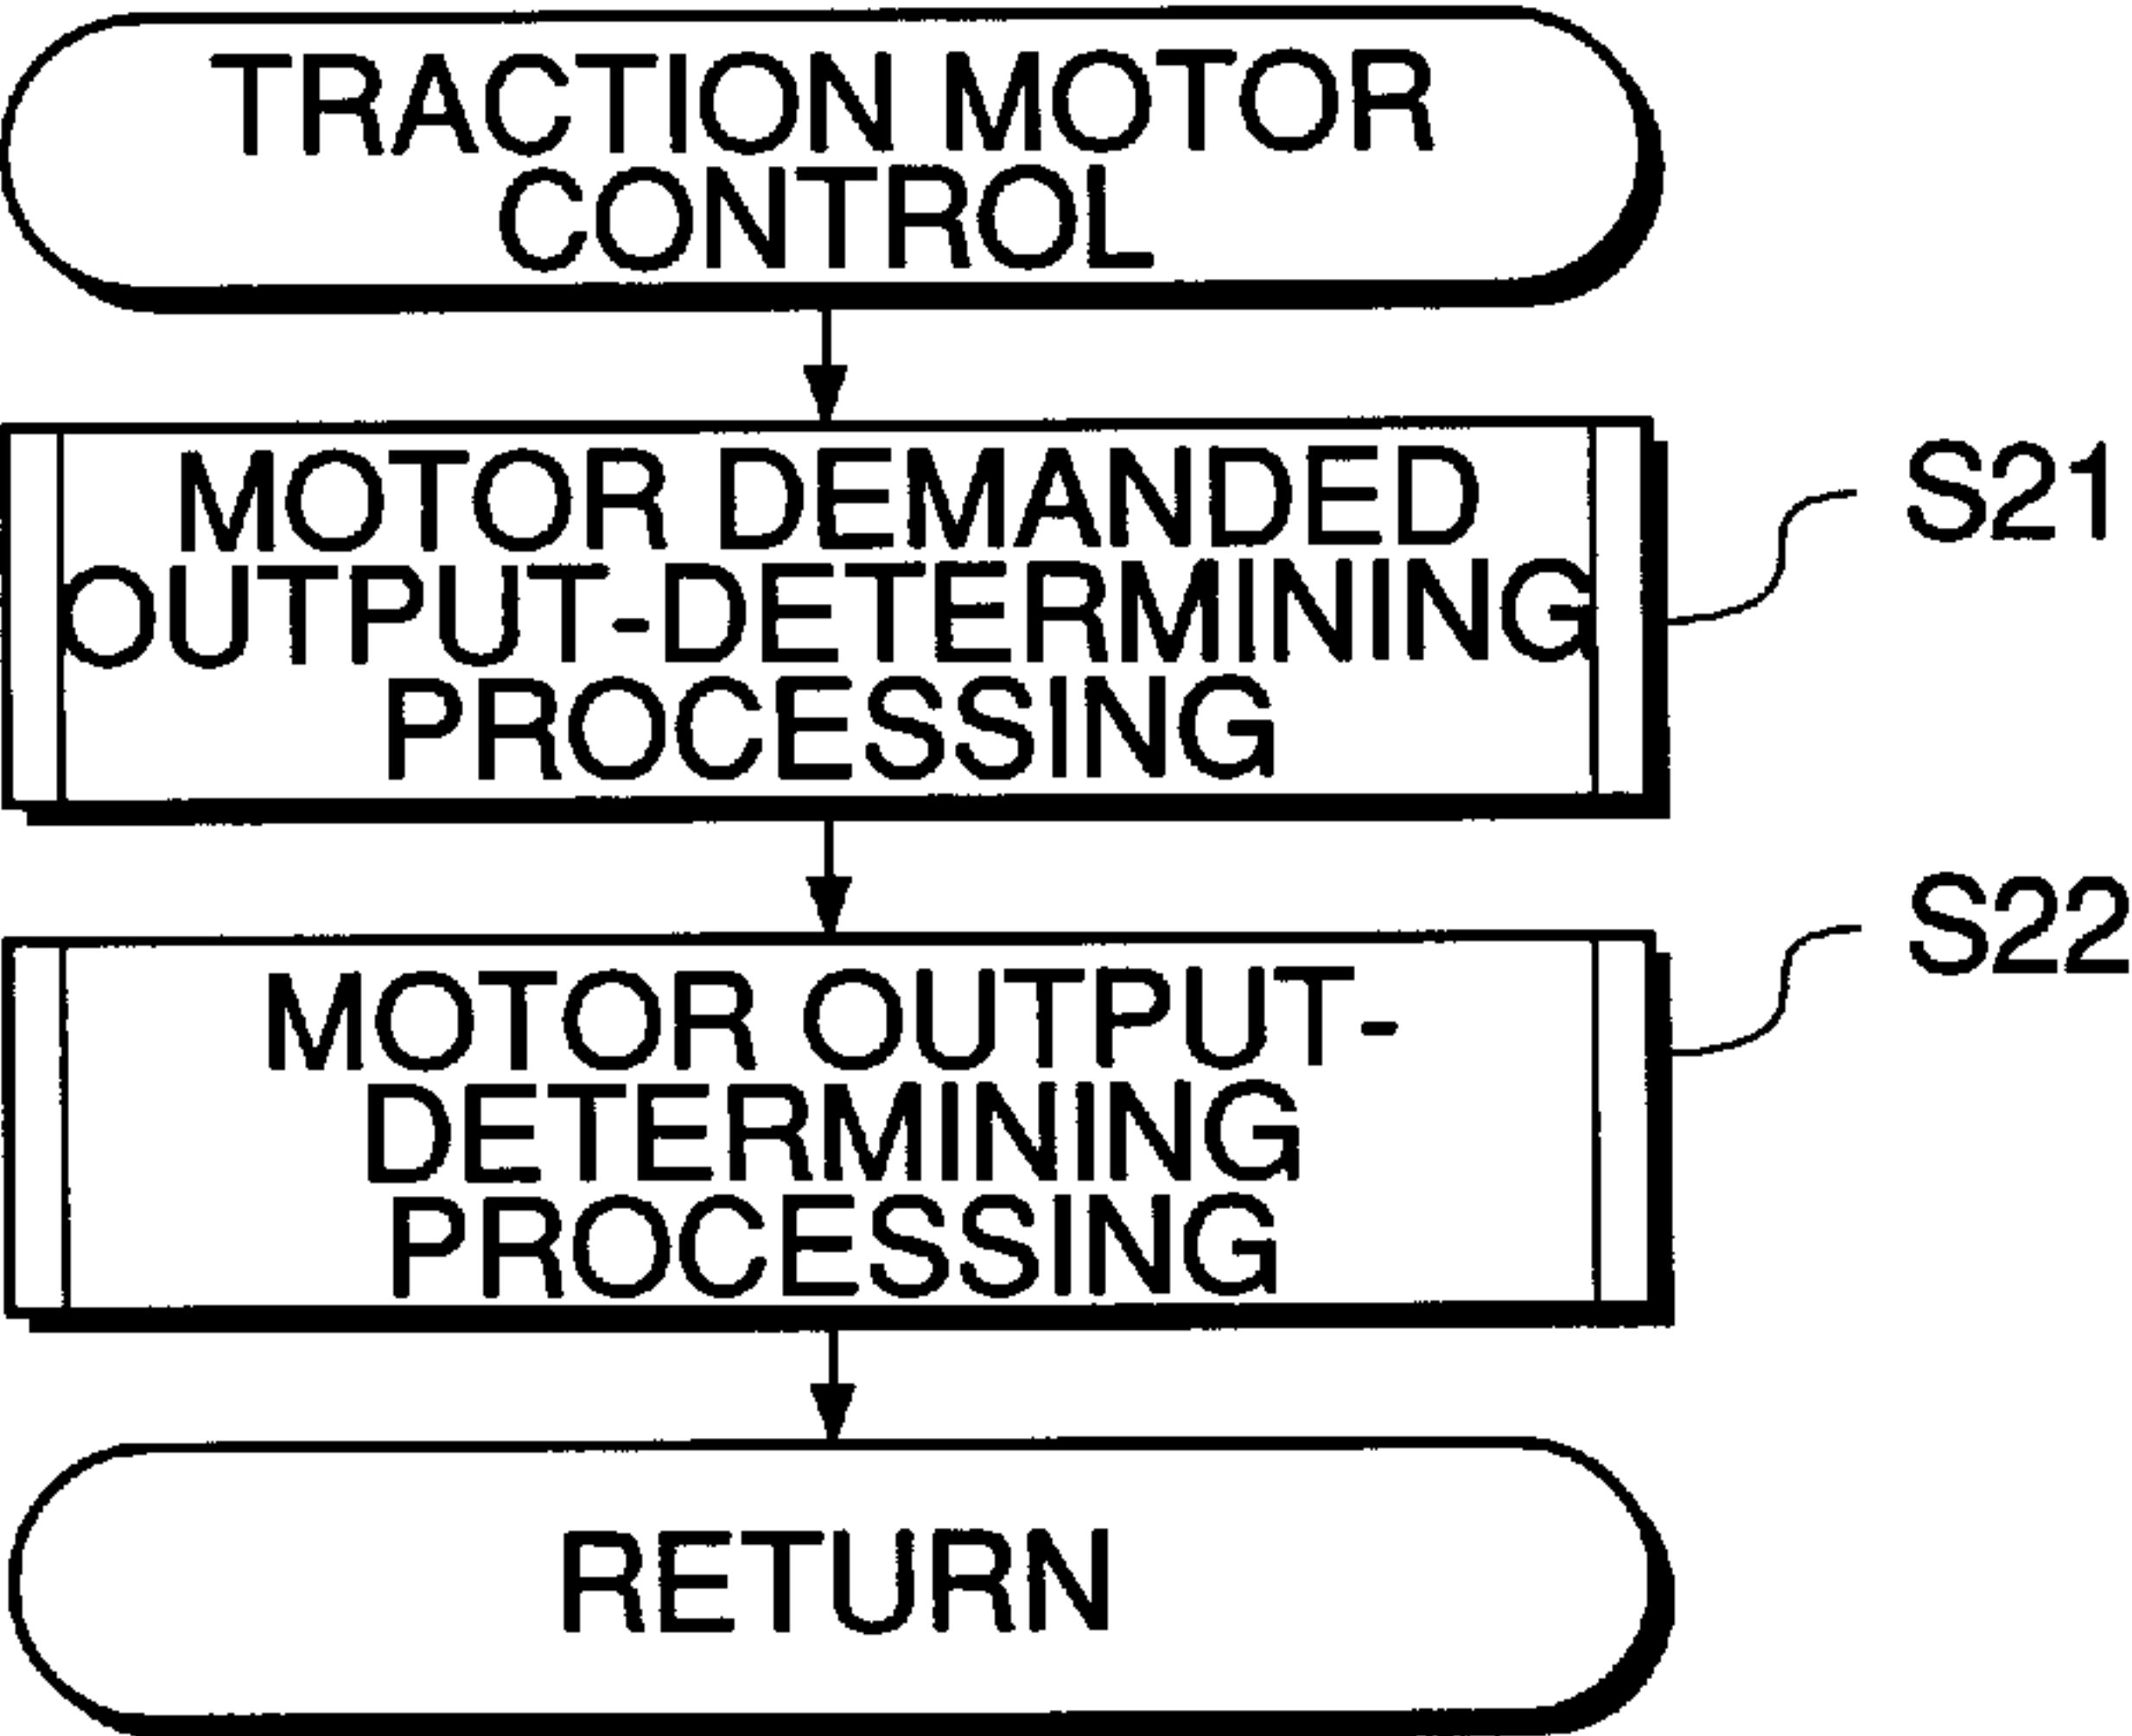 TRACTION MOTOR
CONTROL
MOTOR DEMANDED
OUTPUT-DETERMINING
PROCESSING
S21
MOTOR OUTPUT-
DETERMINING
PROCESSING
S22
RETURN